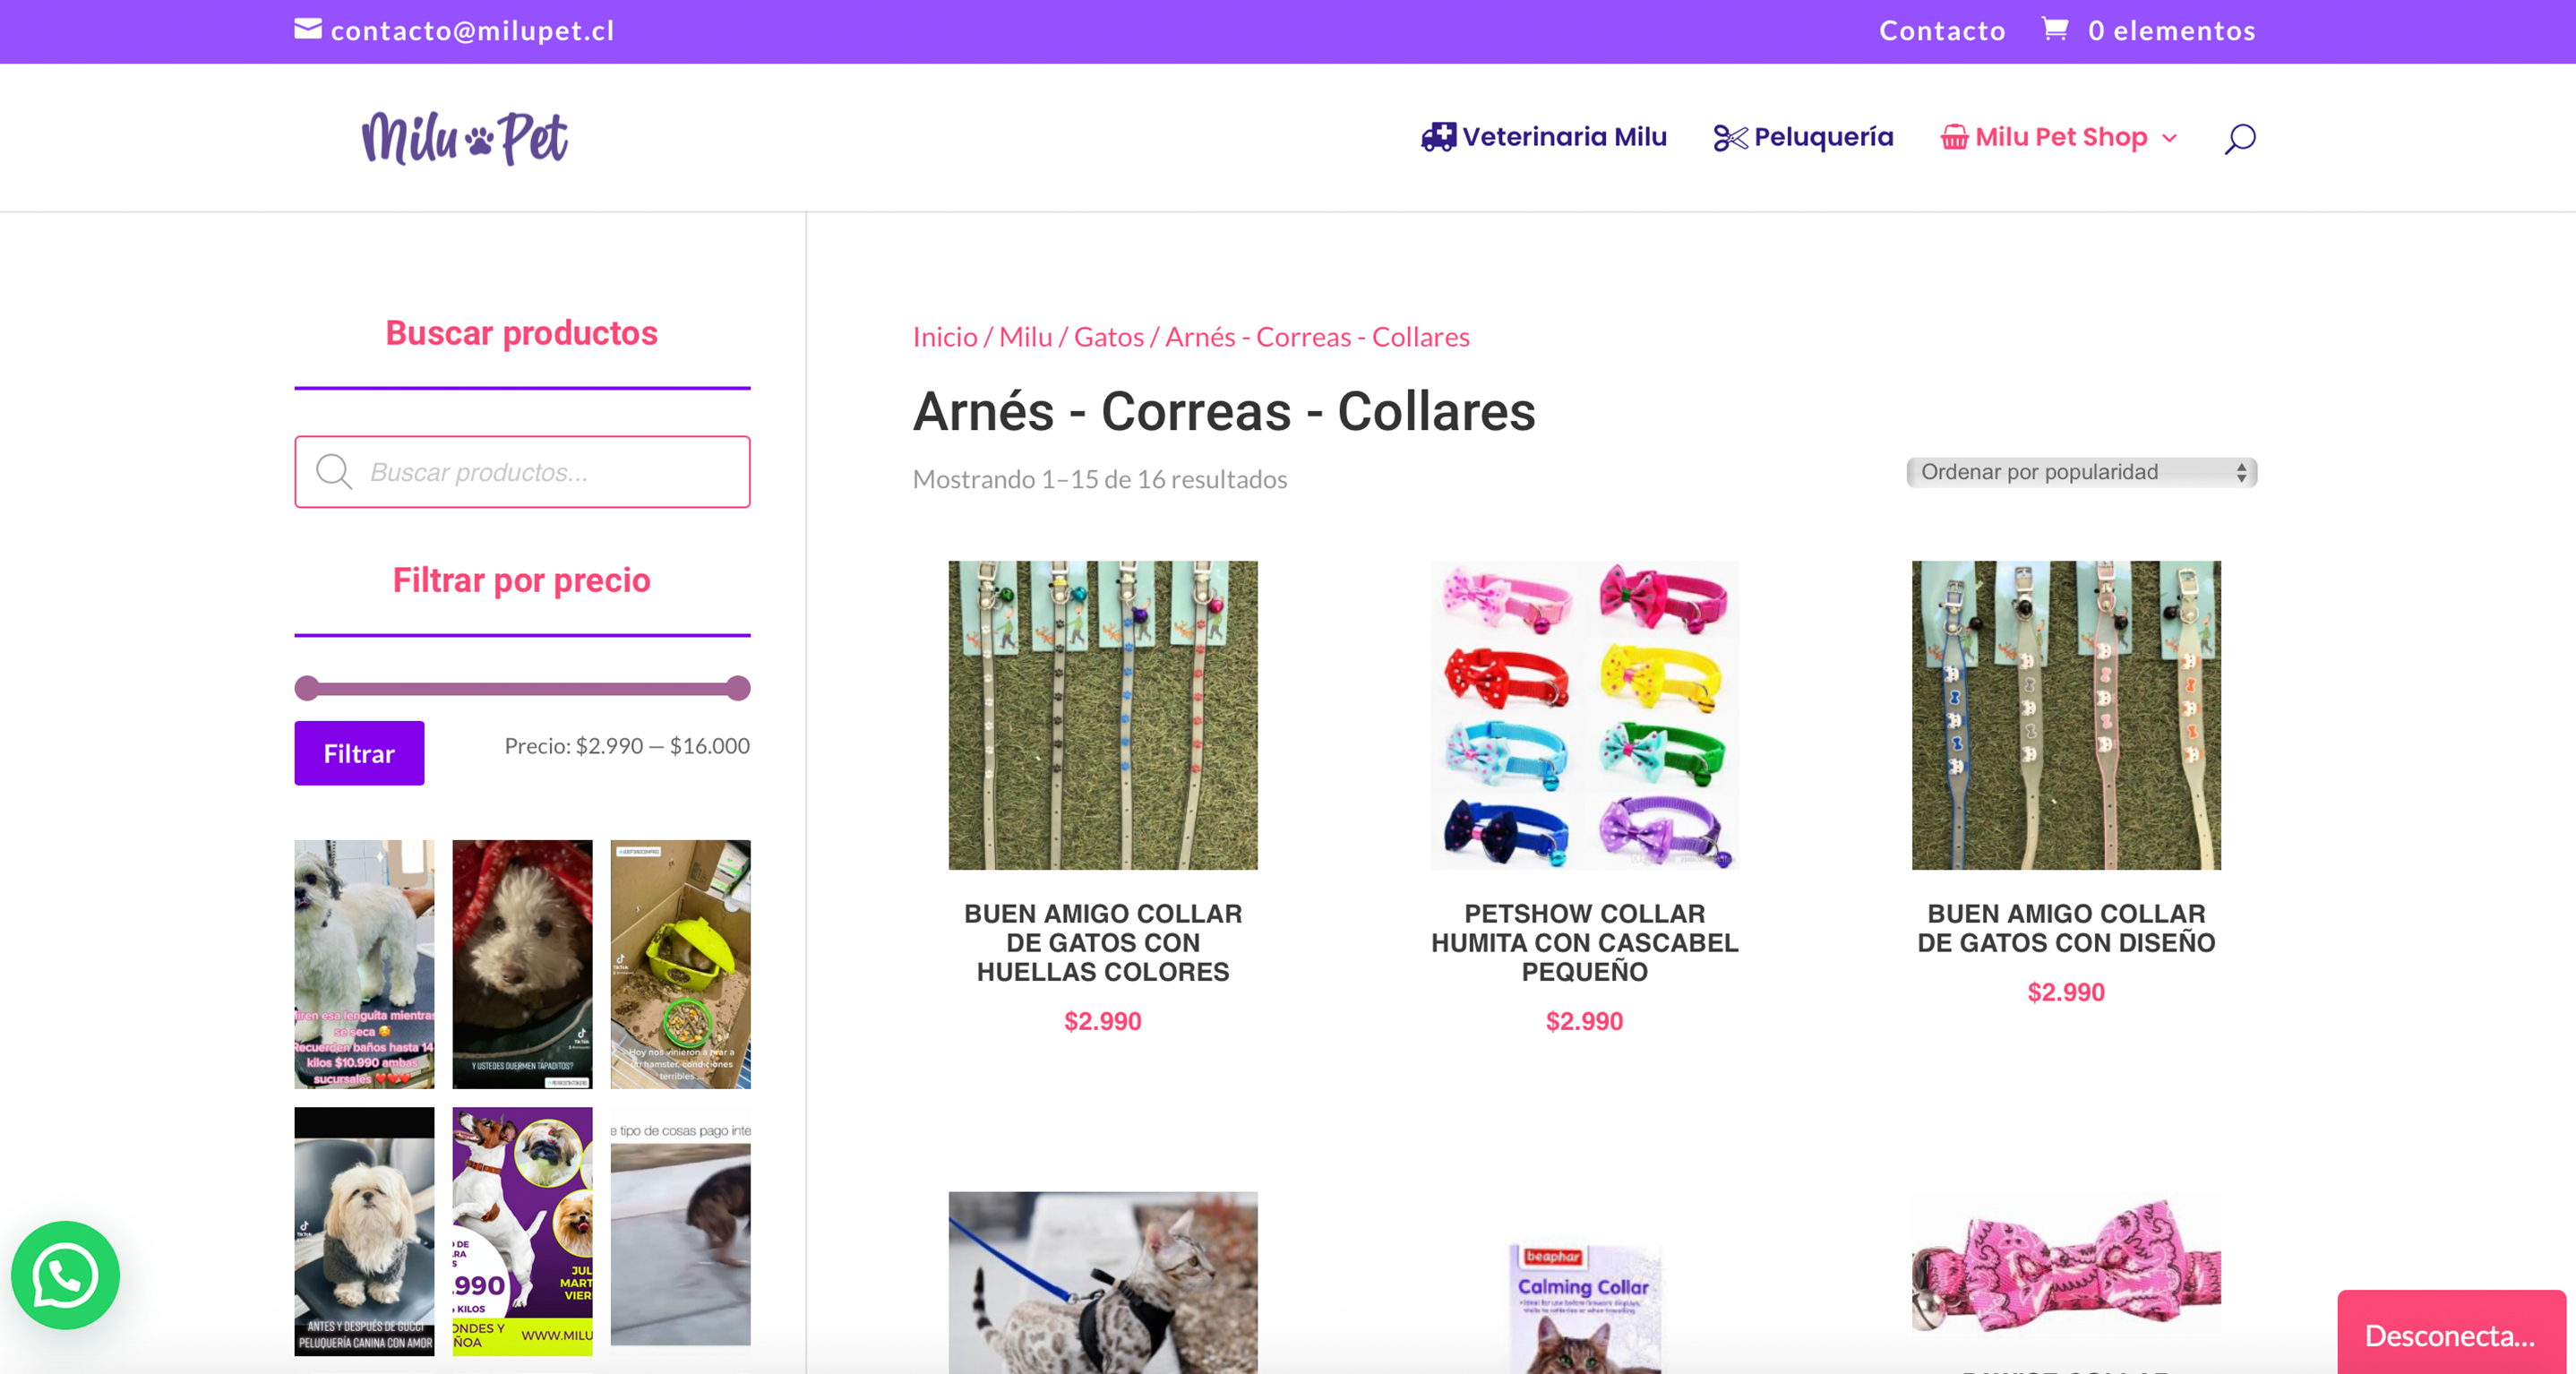 contacto@milupet.cl
Contacto
0 elementos
Milu Pet
Veterinaria Milu
Peluquería
Milu Pet Shop
Buscar productos
Buscar productos...
Filtrar por precio
Filtrar
Precio: $2.990 — $16.000
Miren esa lenguita mientras
se seca
Recuerden baños hasta 14
kilos $10.990 ambas
sucursales
TikTok
Y USTEDES DUERMEN TAPADITOS?
TikTok
Hoy nos vinieron a
un hamster, condiciones
terribles
ANTES Y DESPUÉS DE GUCCI
PELUQUERÍA CANINA CON AMOR
O DE
RA
S
.990
KILOS
JUL
MART
VIER
ONDES Y
ÑOA
WWW.MILU
e tipo de cosas pago inte
Inicio / Milu / Gatos / Arnés - Correas - Collares
Arnés - Correas - Collares
Mostrando 1–15 de 16 resultados
Ordenar por popularidad
BUEN AMIGO COLLAR
DE GATOS CON
HUELLAS COLORES
$2.990
PETSHOW COLLAR
HUMITA CON CASCABEL
PEQUEÑO
$2.990
BUEN AMIGO COLLAR
DE GATOS CON DISEÑO
$2.990
beaphar
Calming Collar
Desconecta...